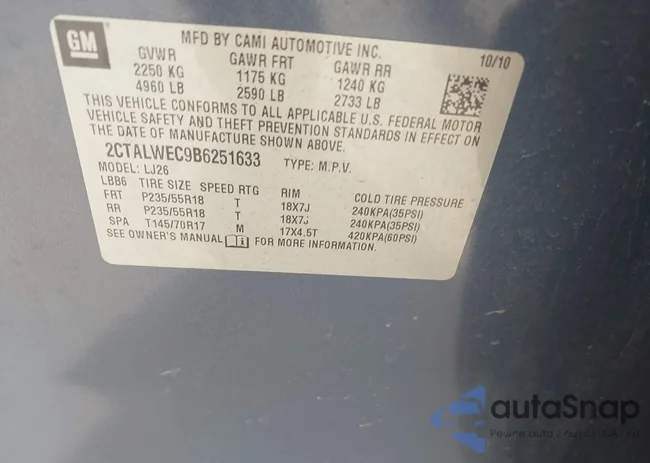 GM
MFD BY CAMI AUTOMOTIVE INC.
GVWR GAWR FRT GAWR RR 10/10
2250 KG 1175 KG 1240 KG
4960 LB 2590 LB 2733 LB
THIS VEHICLE CONFORMS TO ALL APPLICABLE U.S. FEDERAL MOTOR
VEHICLE SAFETY AND THEFT PREVENTION STANDARDS IN EFFECT ON
THE DATE OF MANUFACTURE SHOWN ABOVE.
2CTALWEC9B6251633 TYPE: M.P.V.
MODEL: LJ26
LBB6 TIRE SIZE SPEED RTG RIM COLD TIRE PRESSURE
FRT P235/55R18 T 18X7J 240KPA(35PSI)
RR P235/55R18 T 18X7J 240KPA(35PSI)
SPA T145/70R17 M 17X4.5T 420KPA(60PSI)
SEE OWNER'S MANUAL FOR MORE INFORMATION.
autaSnap
Pewne auta z aukcji